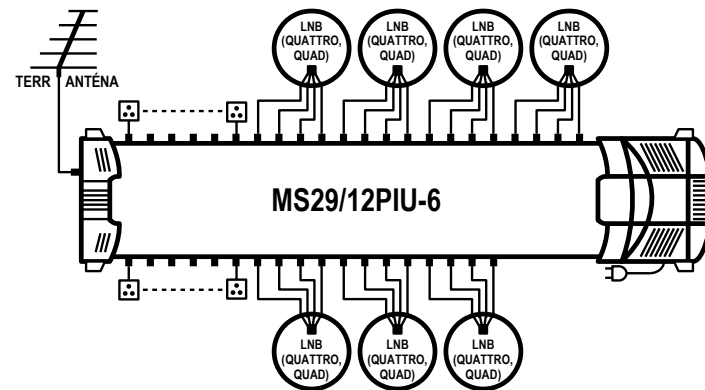 LNB
(QUATTRO,
QUAD)
LNB
(QUATTRO,
QUAD)
LNB
(QUATTRO,
QUAD)
LNB
(QUATTRO,
QUAD)
TERR ANTÉNA
MS29/12PIU-6
LNB
(QUATTRO,
QUAD)
LNB
(QUATTRO,
QUAD)
LNB
(QUATTRO,
QUAD)